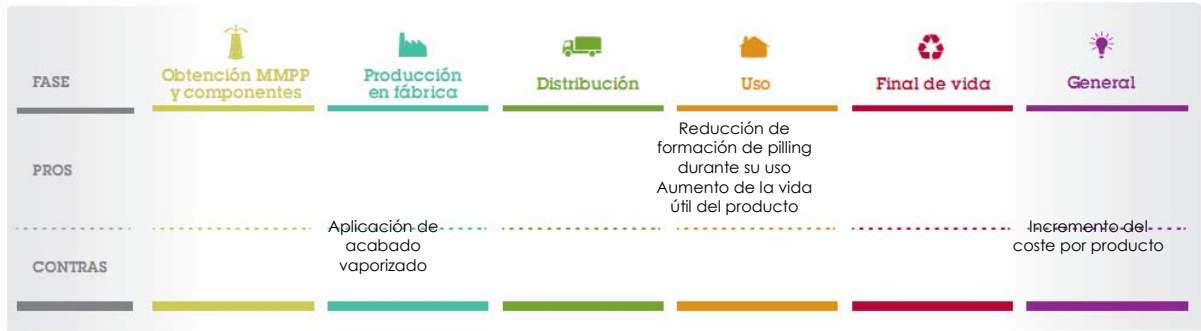 FASE
Obtención MMPP
y componentes
Producción
en fábrica
Distribución
Uso
Final de vida
General
PROS
Reducción de
formación de pilling
durante su uso
Aumento de la vida
útil del producto
CONTRAS
Aplicación de
acabado
vaporizado
Incremento del
coste por producto